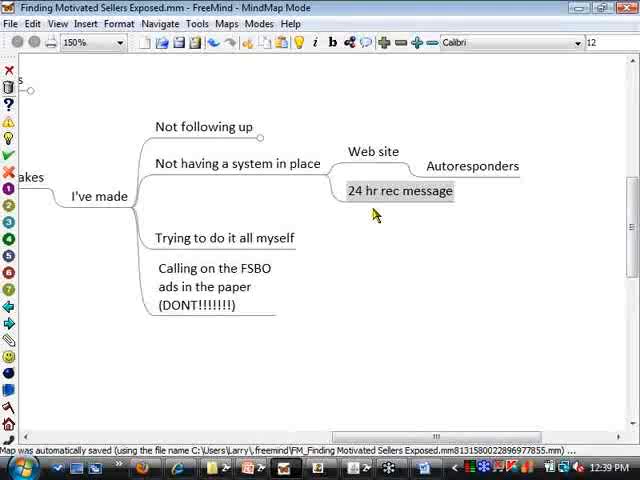 Finding Motivated Sellers Exposed.mm - FreeMind - MindMap Mode
File Edit View Insert Format Navigate Tools Maps MindMap Help
150% Calibri 12
s
Not following up
Web site
Not having a system in place
Autoresponders
akes
I've made
24 hr rec message
Trying to do it all myself
Calling on the FSBO
ads in the paper
(DONT!!!!!!!)
Map was automatically saved (using the file name C:\Users\Larry\.freemind\FM_Finding Motivated Sellers Exposed.mm8131580022896977855.mm) ...
12:39 PM